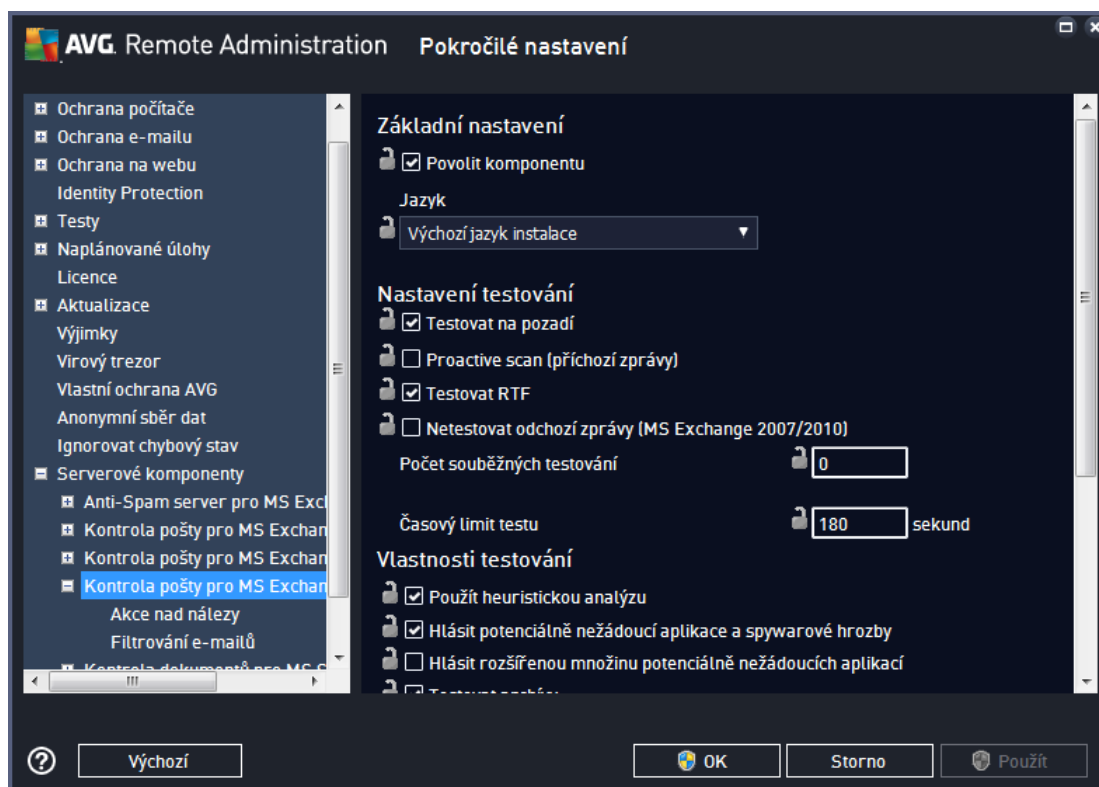 AVG. Remote Administration Pokročilé nastavení
Ochrana počítače
Ochrana e-mailu
Ochrana na webu
Identity Protection
Testy
Naplánované úlohy
Licence
Aktualizace
Výjimky
Virový trezor
Vlastní ochrana AVG
Anonymní sběr dat
Ignorovat chybový stav
Serverové komponenty
Anti-Spam server pro MS Excl
Kontrola pošty pro MS Exchan
Kontrola pošty pro MS Exchan
Kontrola pošty pro MS Exchan
Akce nad nálezy
Filtrování e-mailů
Kontrola dokumentů pro MS S
Základní nastavení
Povolit komponentu
Jazyk
Výchozí jazyk instalace
Nastavení testování
Testovat na pozadí
Proactive scan (příchozí zprávy)
Testovat RTF
Netestovat odchozí zprávy (MS Exchange 2007/2010)
Počet souběžných testování 0
Časový limit testu 180 sekund
Vlastnosti testování
Použít heuristickou analýzu
Hlásit potenciálně nežádoucí aplikace a spywarové hrozby
Hlásit rozšířenou množinu potenciálně nežádoucích aplikací
Testovat
Výchozí
OK
Storno
Použít